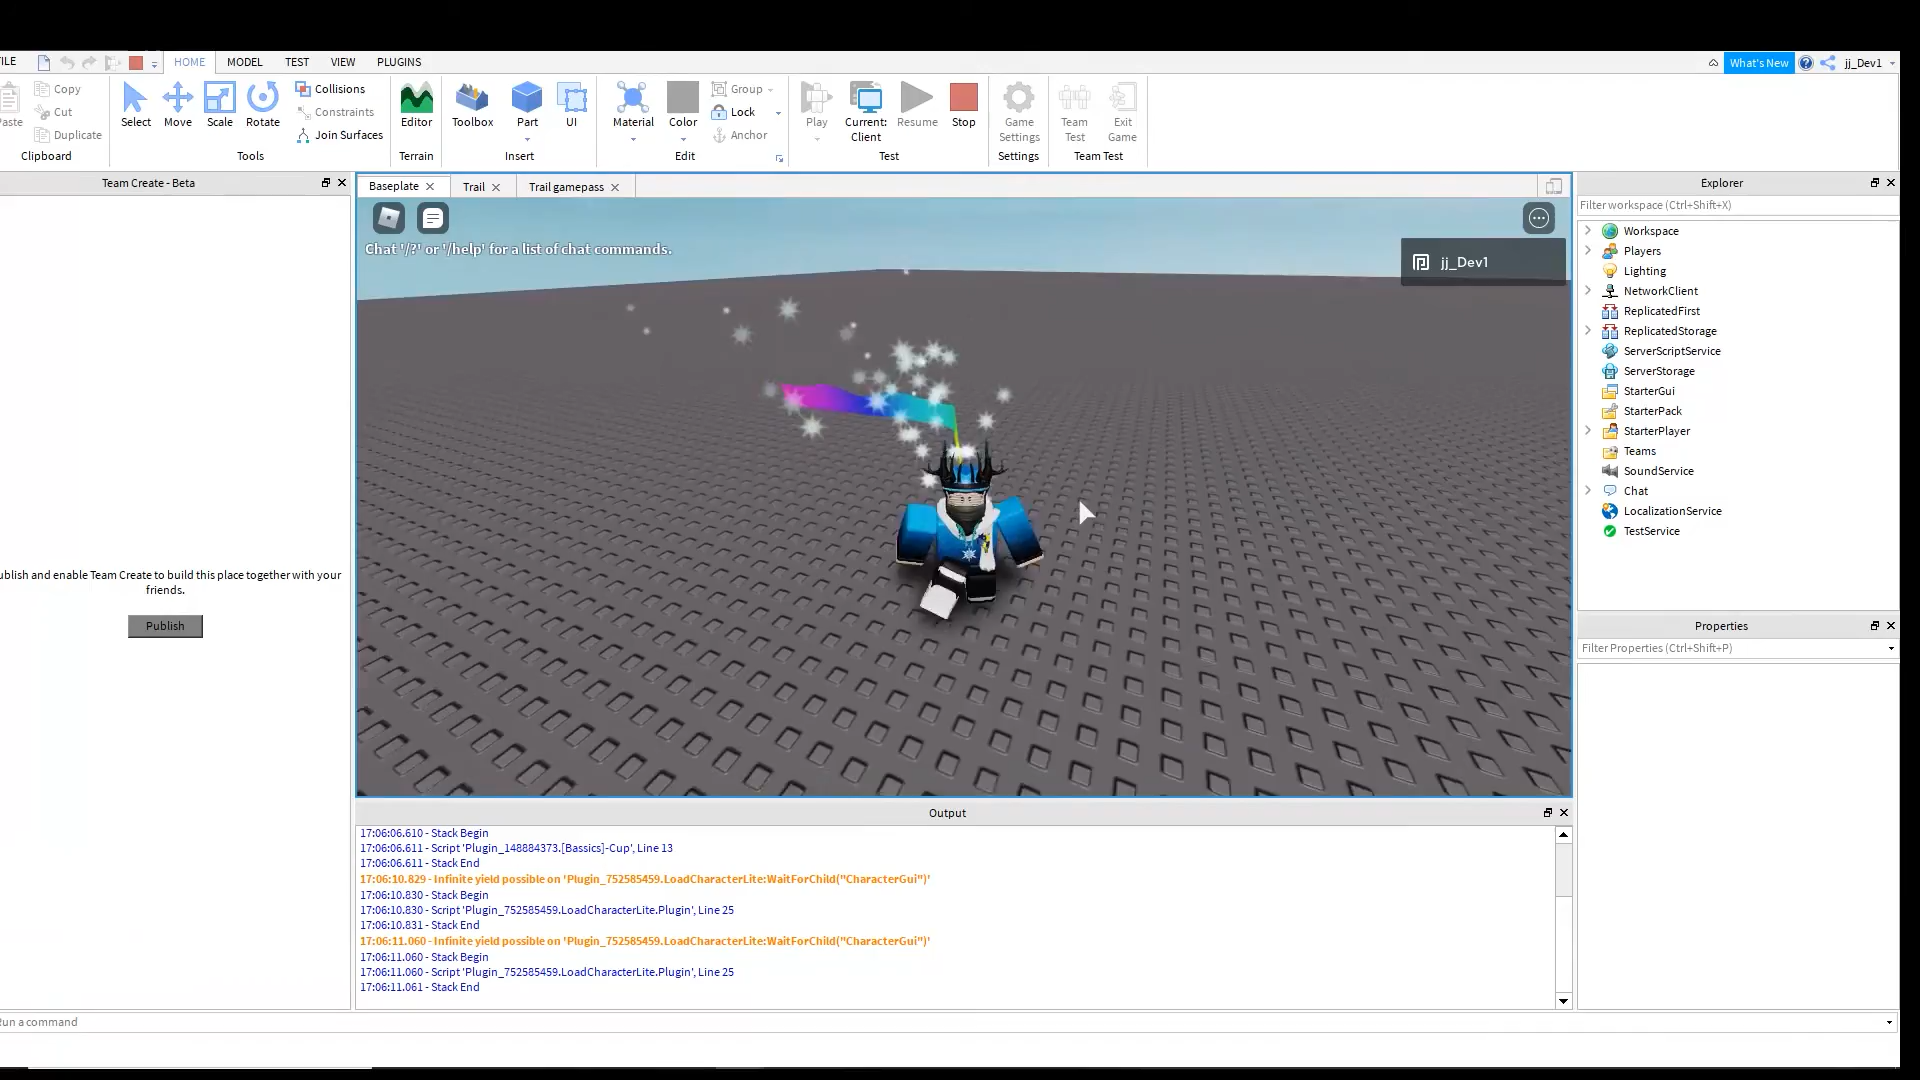 ILE HOME MODEL TEST VIEW PLUGINS What's New jj_Dev1
Copy
Cut
Duplicate
aste
Clipboard
Select Move Scale Rotate
Collisions
Constraints
Join Surfaces
Tools
Editor
Terrain
Toolbox Part UI
Insert
Material Color
Group
Lock
Anchor
Edit
Play Current: Client Resume Stop
Test
Game Settings
Settings
Team Test Exit Game
Team Test
Team Create - Beta
ublish and enable Team Create to build this place together with your
friends.
Publish
Baseplate Trail Trail gamepass
Chat '/?' or '/help' for a list of chat commands.
jj_Dev1
Explorer
Filter workspace (Ctrl+Shift+X)
Workspace
Players
Lighting
NetworkClient
ReplicatedFirst
ReplicatedStorage
ServerScriptService
ServerStorage
StarterGui
StarterPack
StarterPlayer
Teams
SoundService
Chat
LocalizationService
TestService
Properties
Filter Properties (Ctrl+Shift+P)
Output
17:06:06.610 - Stack Begin
17:06:06.611 - Script 'Plugin_148884373.[Bassics]-Cup', Line 13
17:06:06.611 - Stack End
17:06:10.829 - Infinite yield possible on 'Plugin_752585459.LoadCharacterLite:WaitForChild("CharacterGui")'
17:06:10.830 - Stack Begin
17:06:10.830 - Script 'Plugin_752585459.LoadCharacterLite.Plugin', Line 25
17:06:10.831 - Stack End
17:06:11.060 - Infinite yield possible on 'Plugin_752585459.LoadCharacterLite:WaitForChild("CharacterGui")'
17:06:11.060 - Stack Begin
17:06:11.060 - Script 'Plugin_752585459.LoadCharacterLite.Plugin', Line 25
17:06:11.061 - Stack End
Run a command